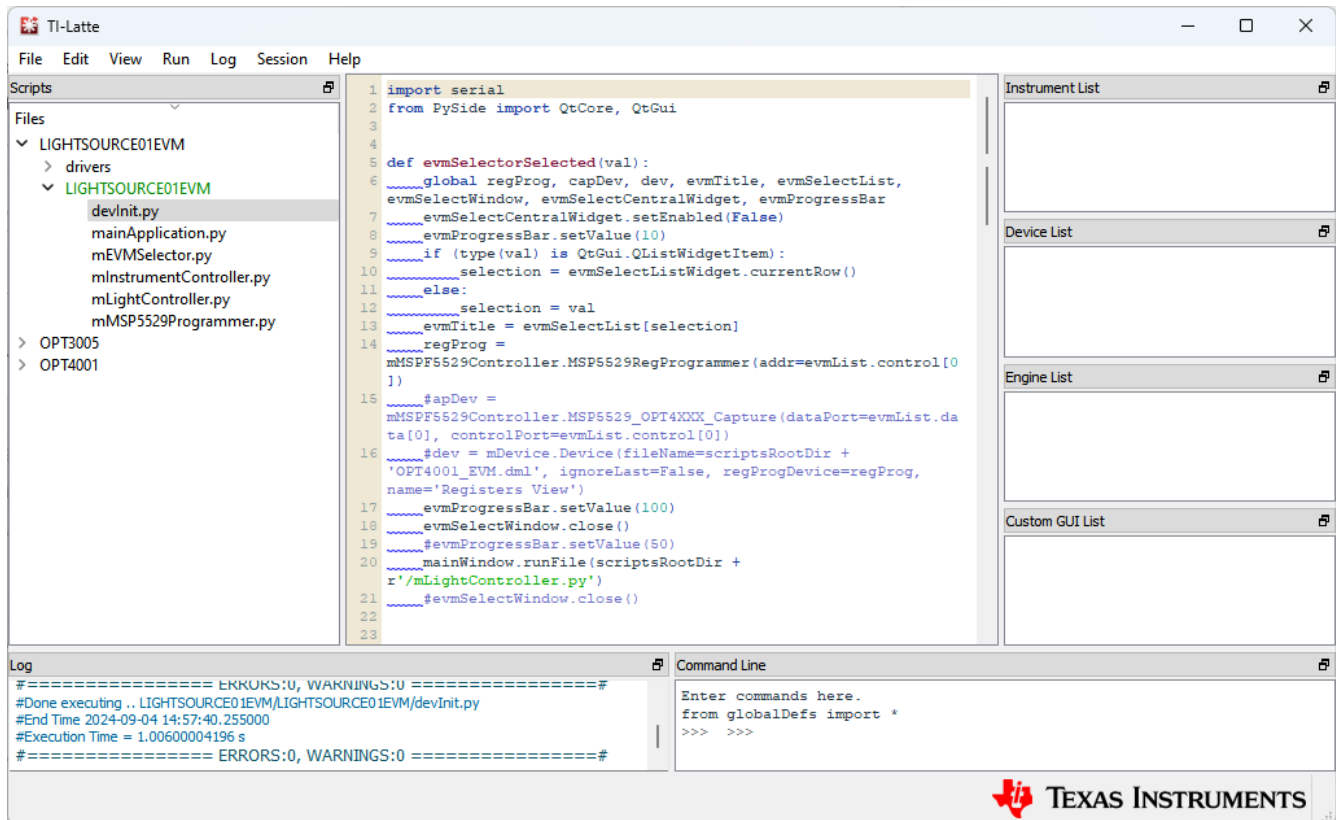 TI-Latte
File Edit View Run Log Session Help
Scripts
Files
LIGHTSOURCE01EVM
drivers
LIGHTSOURCE01EVM
devInit.py
mainApplication.py
mEVMSelector.py
mInstrumentController.py
mLightController.py
mMSP5529Programmer.py
OPT3005
OPT4001
1 import serial
2 from PySide import QtCore, QtGui
3
4
5 def evmSelectorSelected(val):
6 global regProg, capDev, dev, evmTitle, evmSelectList,
evmSelectWindow, evmSelectCentralWidget, evmProgressBar
7 evmSelectCentralWidget.setEnabled(False)
8 evmProgressBar.setValue(10)
9 if (type(val) is QtGui.QListWidgetItem):
10 selection = evmSelectListWidget.currentRow()
11 else:
12 selection = val
13 evmTitle = evmSelectList[selection]
14 regProg =
mMSPF5529Controller.MSP5529RegProgrammer(addr=evmList.control[0
])
15 #apDev =
mMSPF5529Controller.MSP5529_OPT4XXX_Capture(dataPort=evmList.da
ta[0], controlPort=evmList.control[0])
16 #dev = mDevice.Device(fileName=scriptsRootDir +
'OPT4001_EVM.dml', ignoreLast=False, regProgDevice=regProg,
name='Registers View')
17 evmProgressBar.setValue(100)
18 evmSelectWindow.close()
19 #evmProgressBar.setValue(50)
20 mainWindow.runFile(scriptsRootDir +
r'/mLightController.py')
21 #evmSelectWindow.close()
22
23
Instrument List
Device List
Engine List
Custom GUI List
Log
#================ ERRORS:0, WARNINGS:0 ================#
#Done executing .. LIGHTSOURCE01EVM/LIGHTSOURCE01EVM/devInit.py
#End Time 2024-09-04 14:57:40.255000
#Execution Time = 1.00600004196 s
#================ ERRORS:0, WARNINGS:0 ================#
Command Line
Enter commands here.
from globalDefs import *
>>> >>>
TEXAS INSTRUMENTS